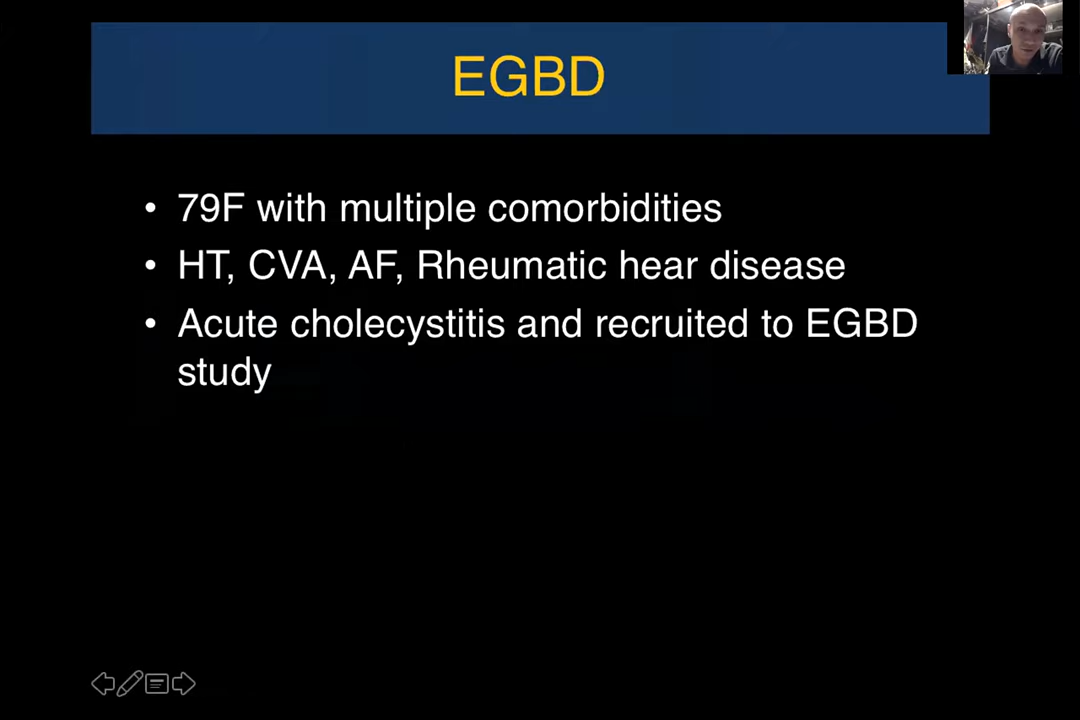 EGBD
• 79F with multiple comorbidities
• HT, CVA, AF, Rheumatic hear disease
• Acute cholecystitis and recruited to EGBD
study